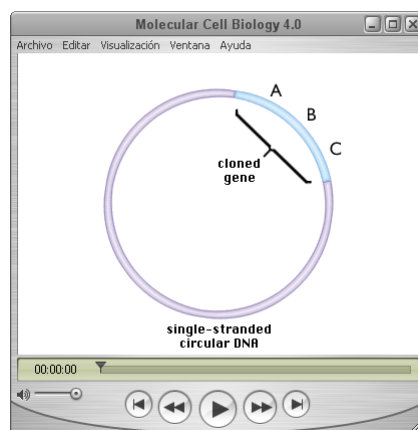 Molecular Cell Biology 4.0
Archivo Editar Visualización Ventana Ayuda
A
B
C
cloned
gene
single-stranded
circular DNA
00:00:00